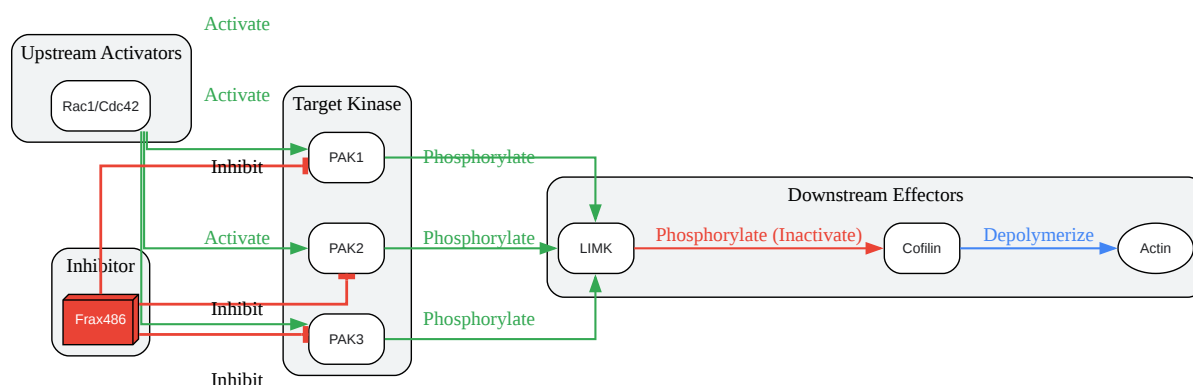 Activate
Upstream Activators
Rac1/Cdc42
Activate
Target Kinase
PAK1
Inhibit
Phosphorylate
Downstream Effectors
Activate
PAK2
Phosphorylate
LIMK
Phosphorylate (Inactivate)
Cofilin
Depolymerize
Actin
Inhibitor
Frax486
Inhibit
PAK3
Phosphorylate
Inhibit